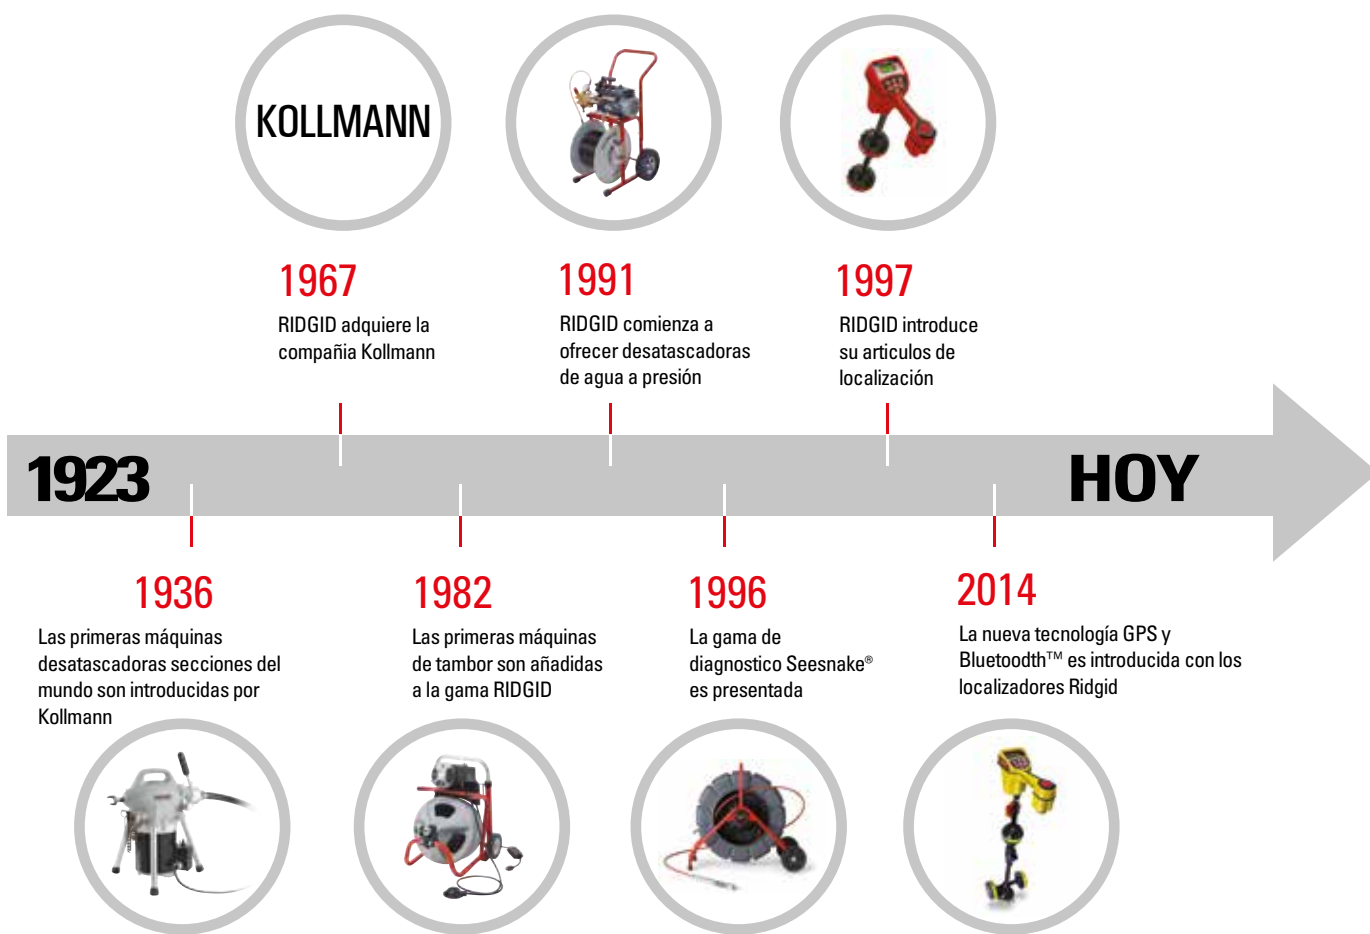 KOLLMANN
1967
RIDGID adquiere la
compañia Kollmann
1991
RIDGID comienza a
ofrecer desatascadoras
de agua a presión
1997
RIDGID introduce
su articulos de
localización
1923
HOY
1936
Las primeras máquinas
desatascadoras secciones del
mundo son introducidas por
Kollmann
1982
Las primeras máquinas
de tambor son añadidas
a la gama RIDGID
1996
La gama de
diagnostico Seesnake®
es presentada
2014
La nueva tecnología GPS y
Bluetoodth™ es introducida con los
localizadores Ridgid